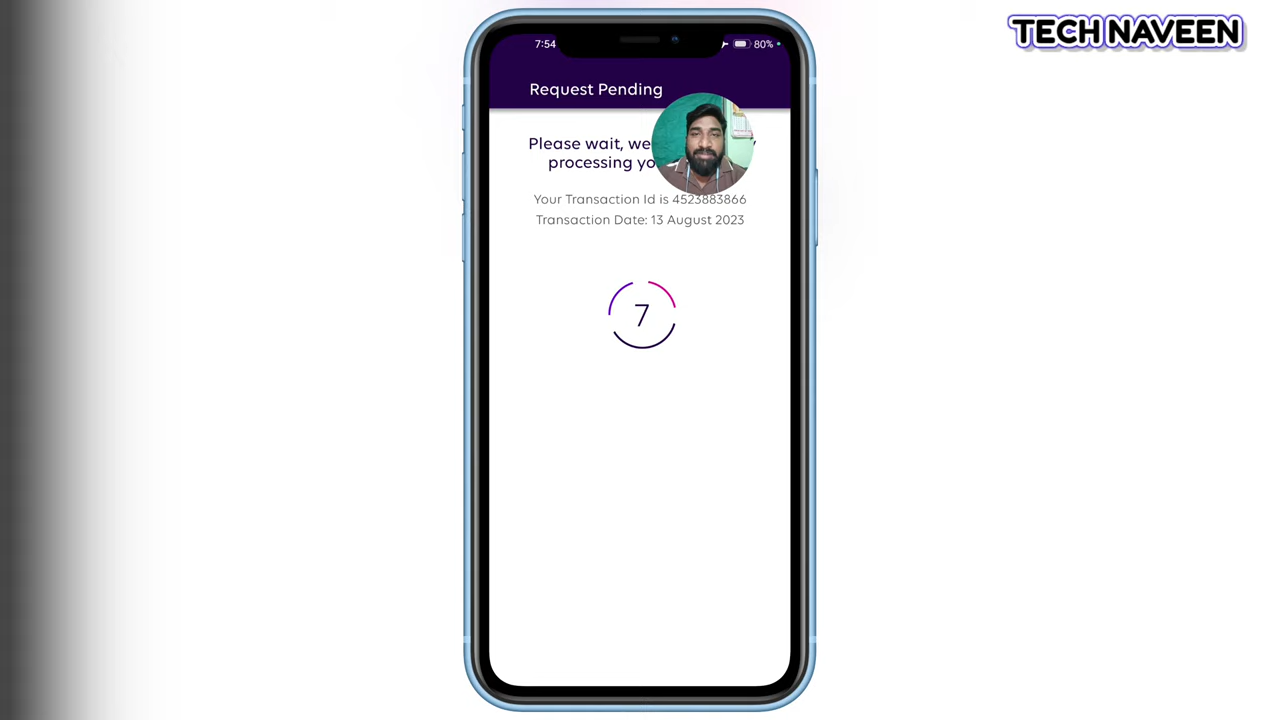 TECH NAVEEN
7:54
80%
Request Pending
Please wait, we
processing
Your Transaction Id is 4523883866
Transaction Date: 13 August 2023
7